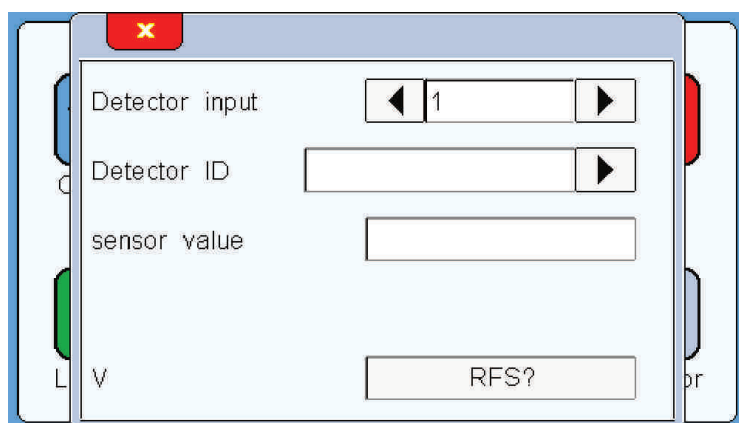 x
Detector input 1
Detector ID
sensor value
V RFS?